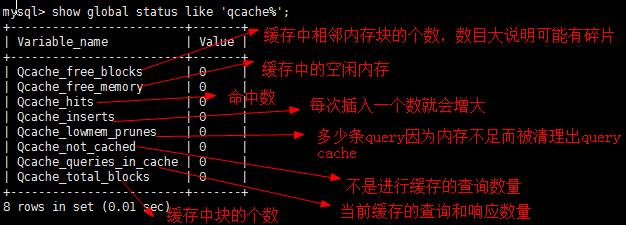 mysql> show global status like 'qcache%';
+-------------------------+-------+
| Variable_name | Value |
+-------------------------+-------+
| Qcache_free_blocks | 0 |
| Qcache_free_memory | 0 |
| Qcache_hits | 0 |
| Qcache_inserts | 0 |
| Qcache_lowmem_prunes | 0 |
| Qcache_not_cached | 0 |
| Qcache_queries_in_cache | 0 |
| Qcache_total_blocks | 0 |
+-------------------------+-------+
8 rows in set (0.01 sec)
缓存中相邻内存块的个数，数目大说明可能有碎片
缓存中的空闲内存
命中数
每次插入一个数就会增大
多少条query因为内存不足而被清理出query
cache
不是进行缓存的查询数量
当前缓存的查询和响应数量
缓存中块的个数